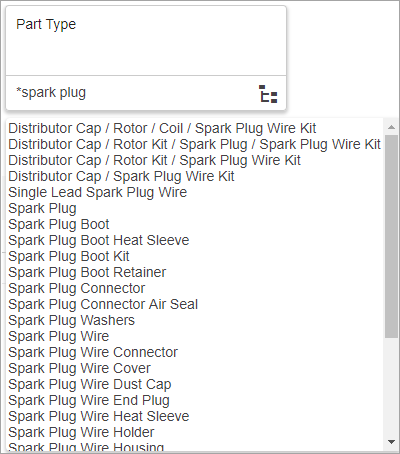 Part Type
*spark plug
Distributor Cap / Rotor / Coil / Spark Plug Wire Kit
Distributor Cap / Rotor Kit / Spark Plug / Spark Plug Wire Kit
Distributor Cap / Rotor Kit / Spark Plug Wire Kit
Distributor Cap / Spark Plug Wire Kit
Single Lead Spark Plug Wire
Spark Plug
Spark Plug Boot
Spark Plug Boot Heat Sleeve
Spark Plug Boot Kit
Spark Plug Boot Retainer
Spark Plug Connector
Spark Plug Connector Air Seal
Spark Plug Washers
Spark Plug Wire
Spark Plug Wire Connector
Spark Plug Wire Cover
Spark Plug Wire Dust Cap
Spark Plug Wire End Plug
Spark Plug Wire Heat Sleeve
Spark Plug Wire Holder
Spark Plug Wire Housing